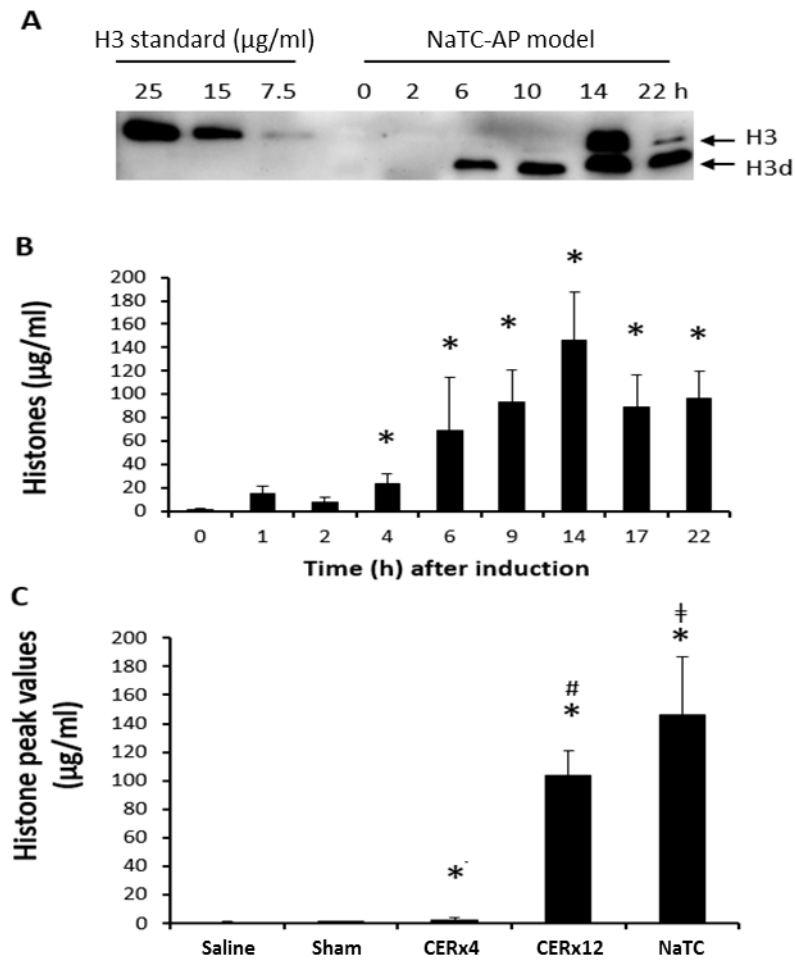 A
H3 standard (µg/ml) NaTC-AP model
25 15 7.5 0 2 6 10 14 22 h
H3
H3d
B
Histones (µg/ml)
200
180
160
140
120
100
80
60
40
20
0
* * * * * *
0 1 2 4 6 9 14 17 22
Time (h) after induction
C
Histone peak values
(µg/ml)
200
180
160
140
120
100
80
60
40
20
0
*
#
*
ǂ
*
Saline Sham CERx4 CERx12 NaTC